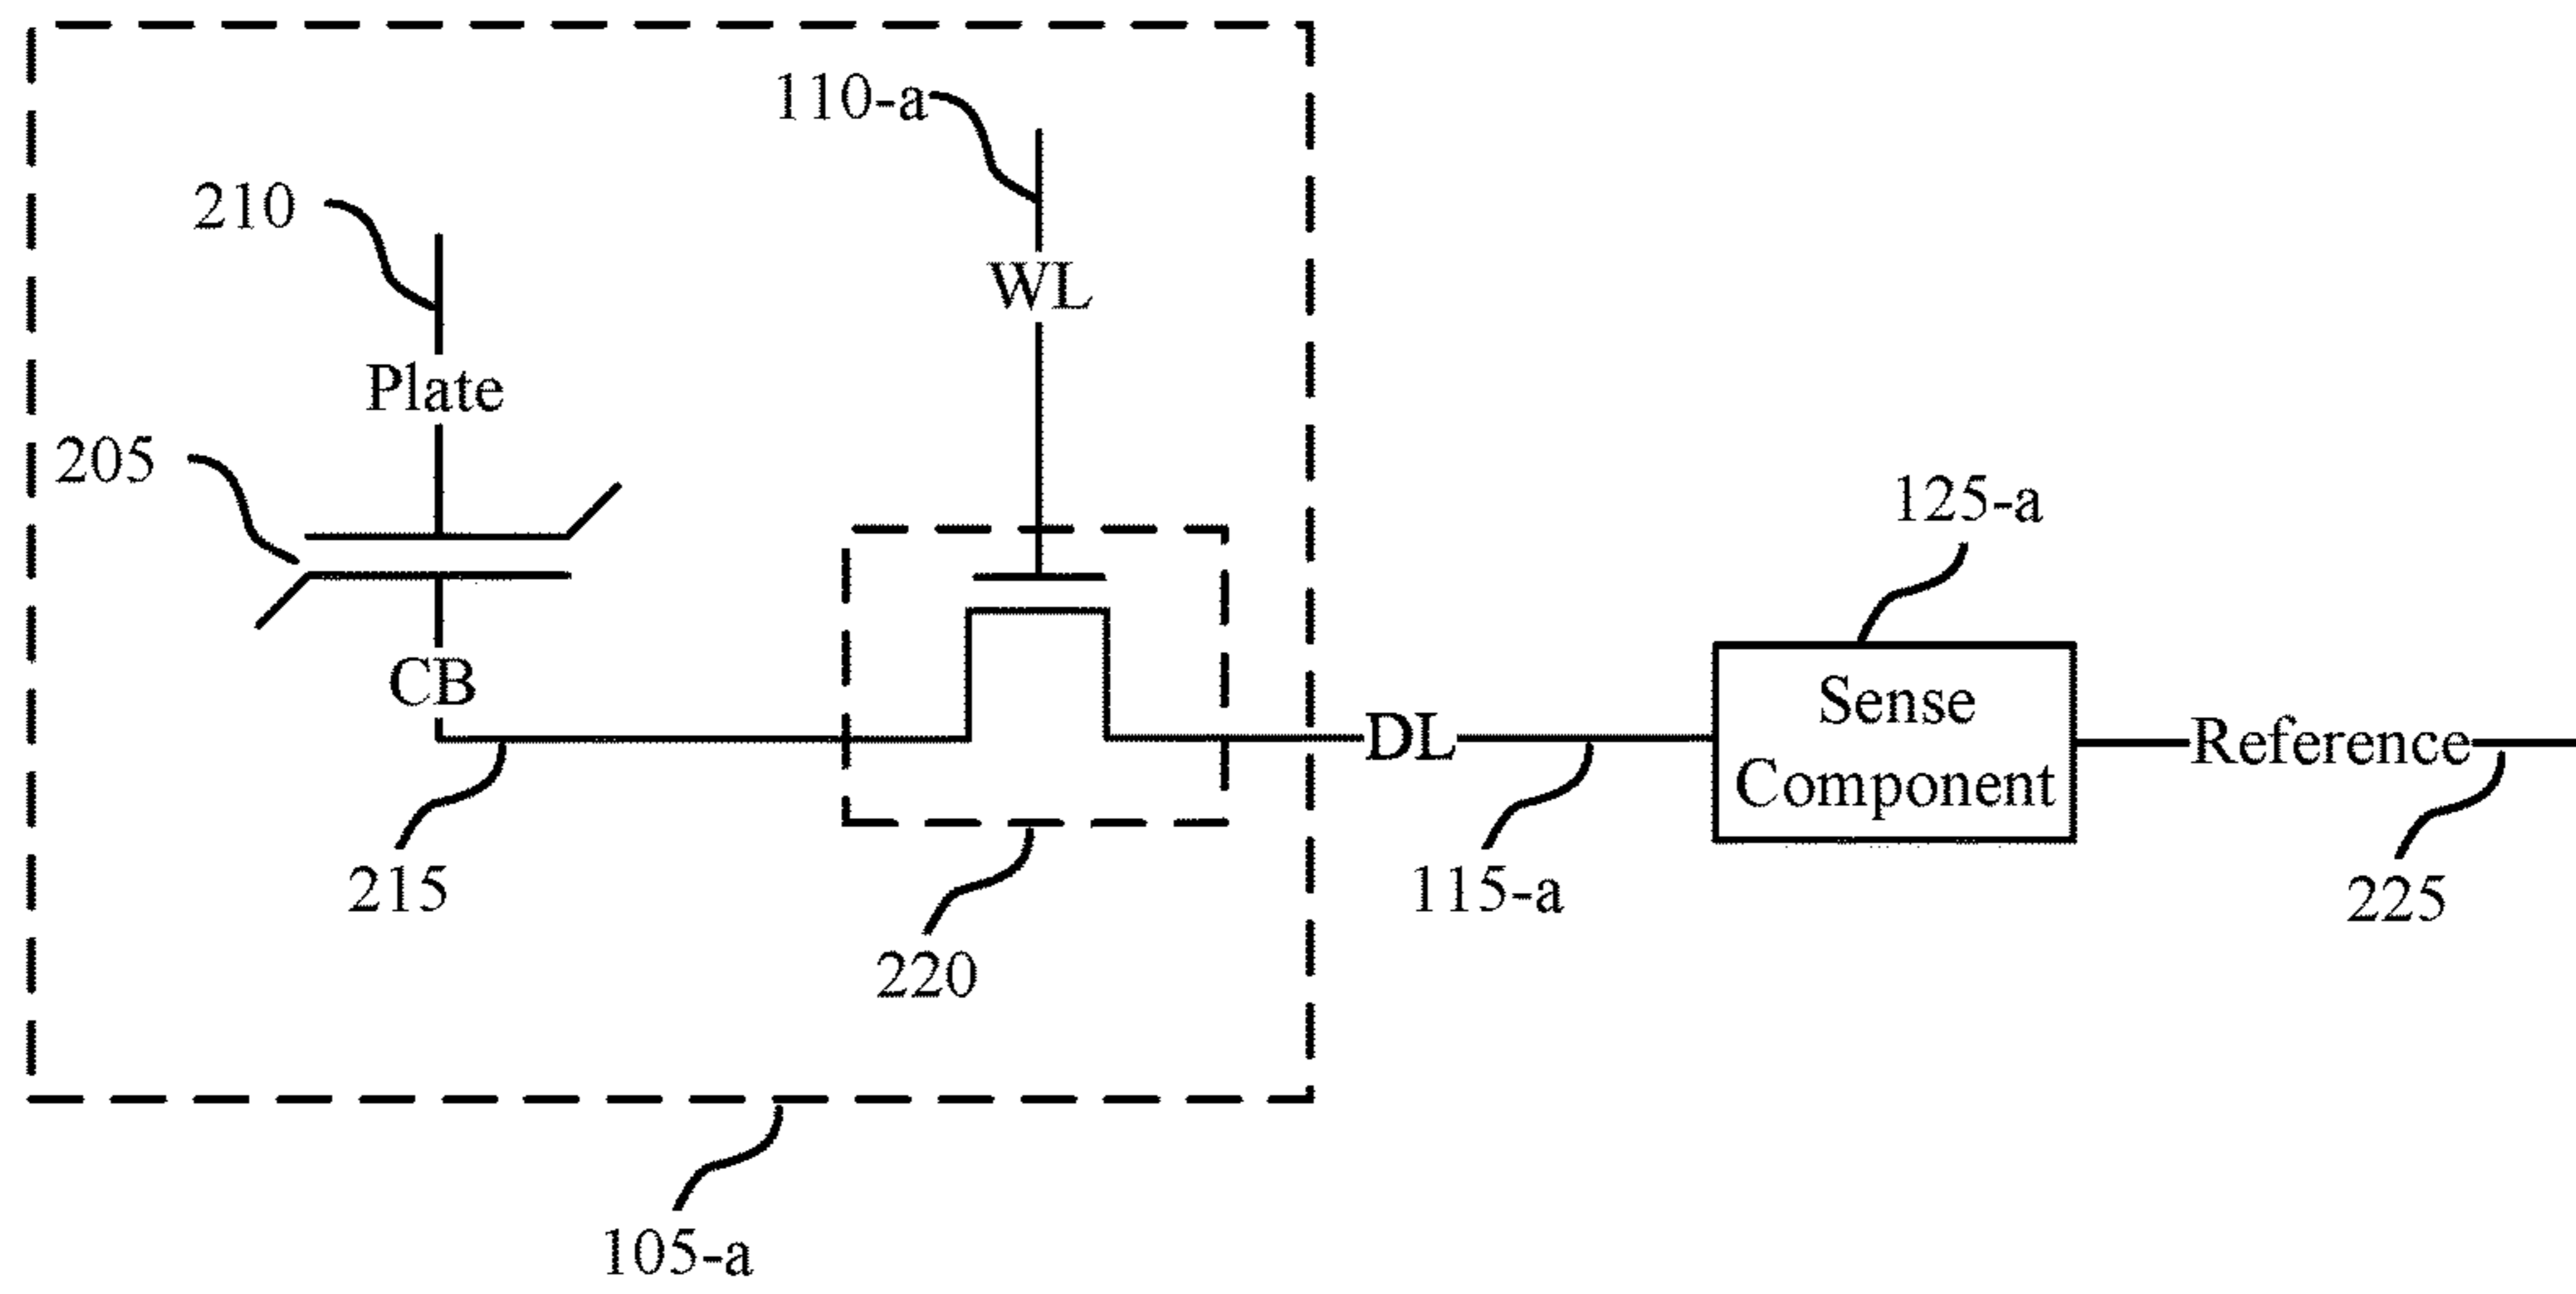 110-a
210
WL
Plate
205
125-a
CB
Sense
Component
DL
Reference
215
115-a
225
220
105-a